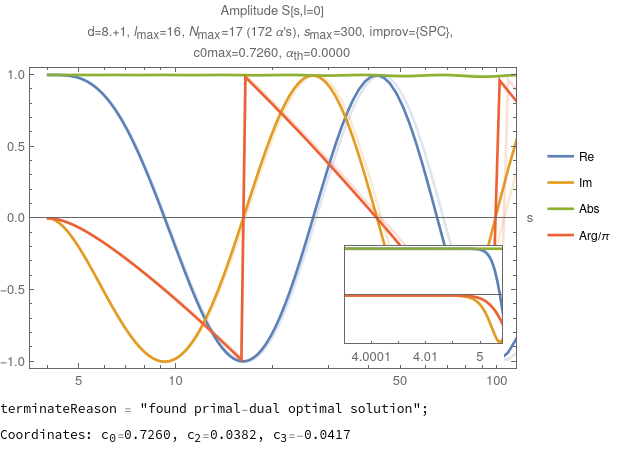 Amplitude S[s,l=0]
d=8.+1, lmax=16, Nmax=17 (172 α's), smax=300, improv={SPC},
c0max=0.7260, αth=0.0000
1.0
0.5
0.0
−0.5
−1.0
5
10
50
100
s
4.0001
4.01
5
Re
Im
Abs
Arg/π
terminateReason = "found primal-dual optimal solution";
Coordinates: c0=0.7260, c2=0.0382, c3=-0.0417